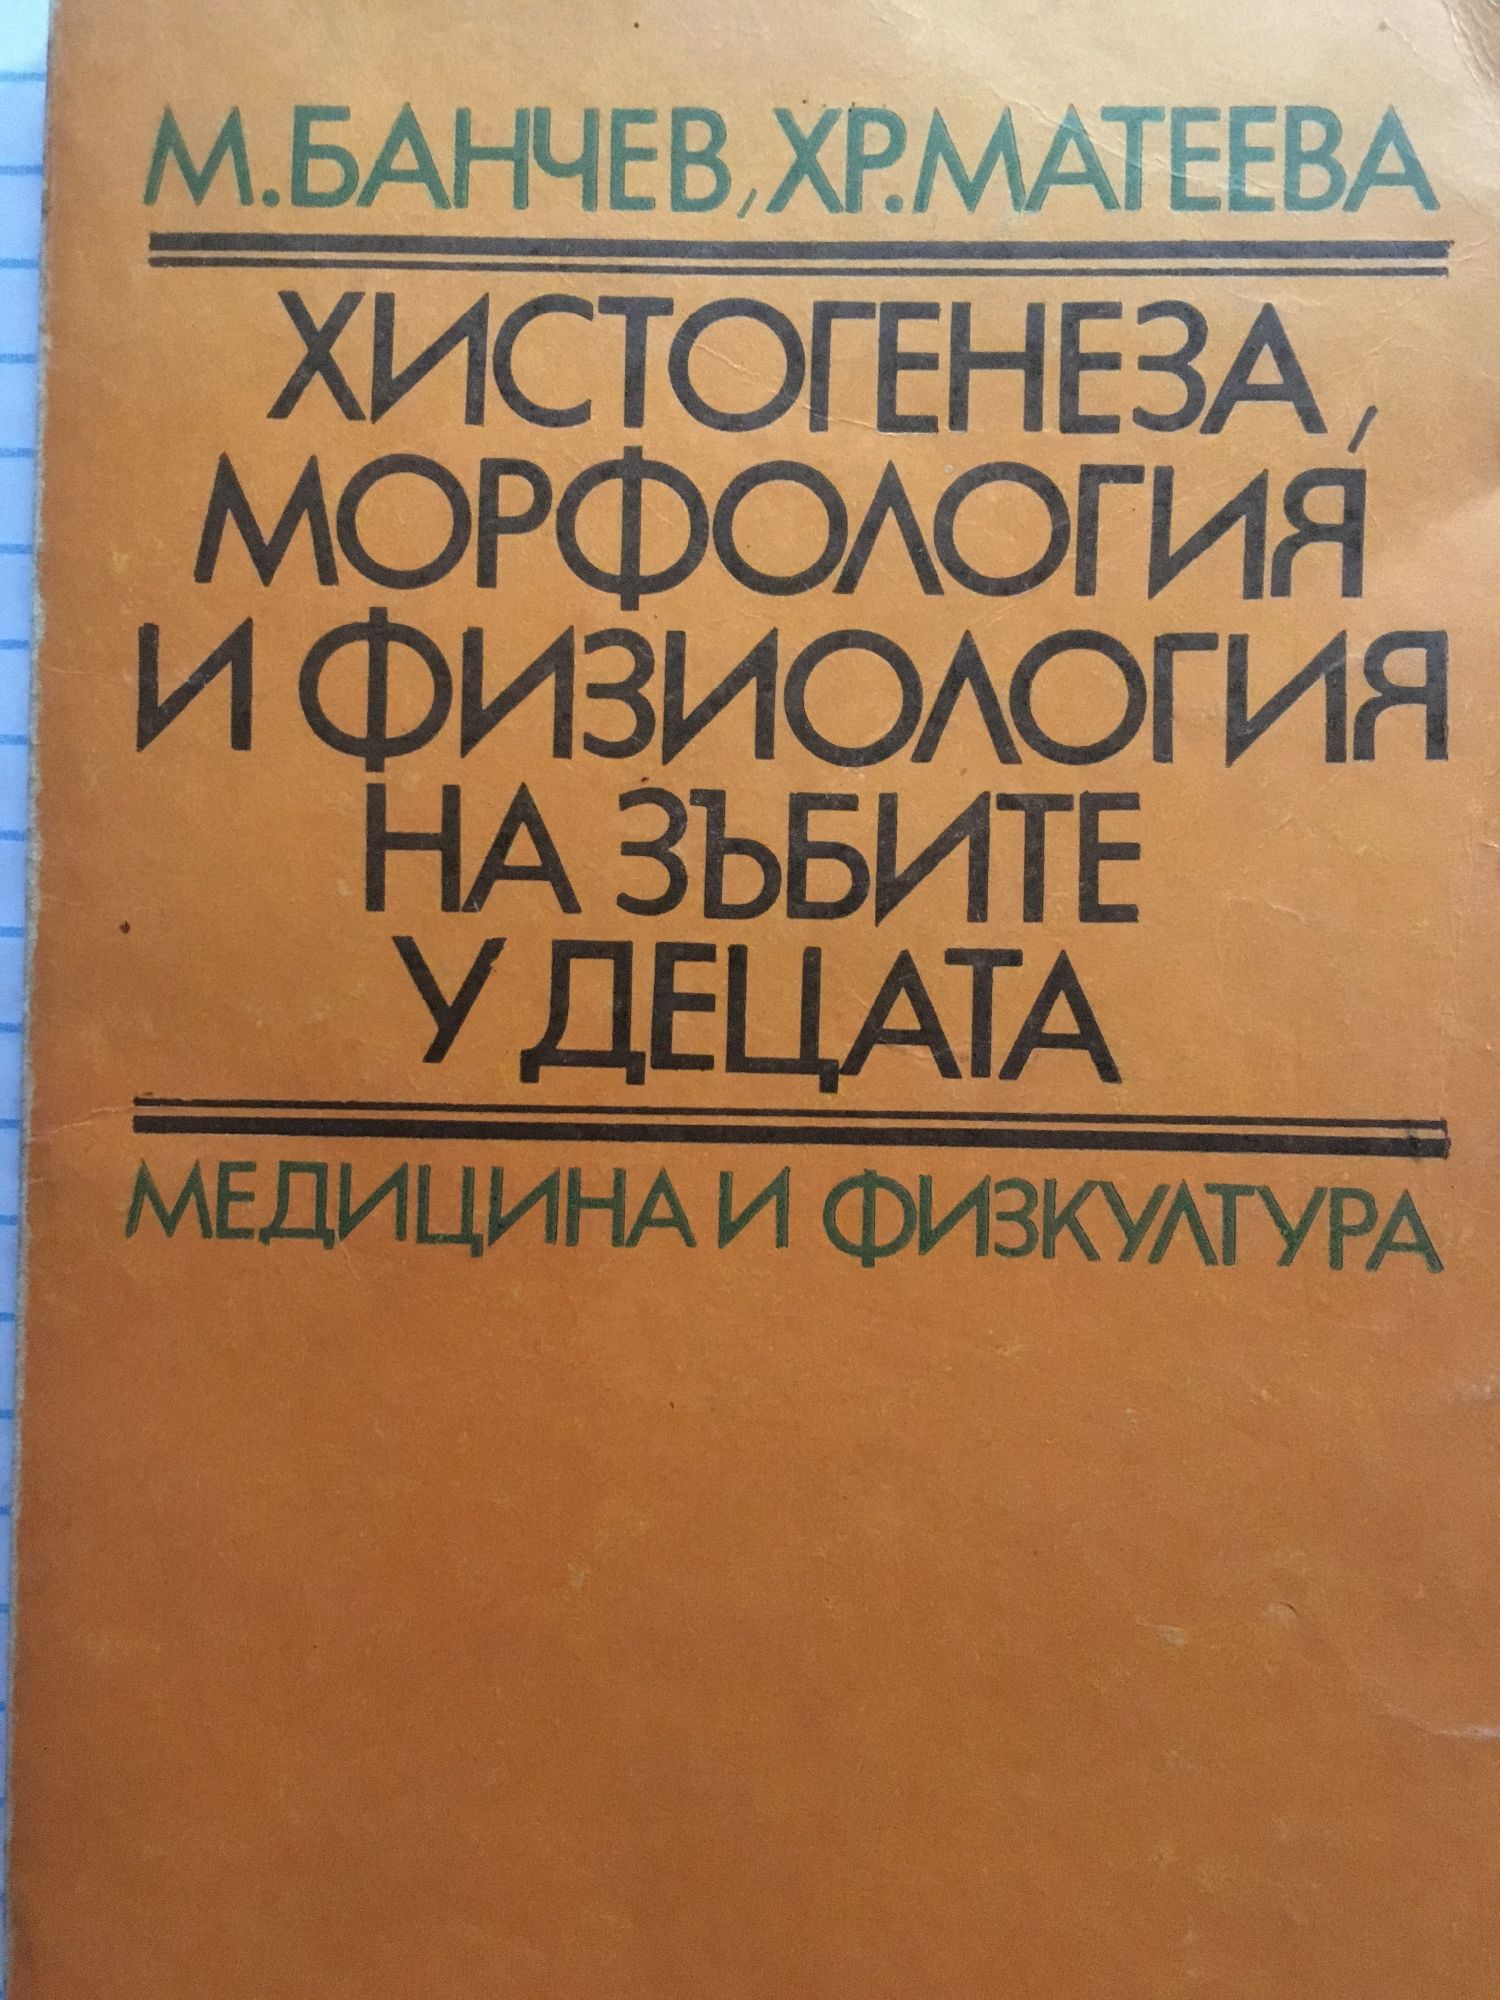 М.БАНЧЕВ, ХР.МАТЕЕВА
ХИСТОГЕНЕЗА,
МОРФОЛОГИЯ
И ФИЗИОЛОГИЯ
НА ЗЪБИТЕ
У ДЕЦАТА
МЕДИЦИНА И ФИЗКУЛТУРА